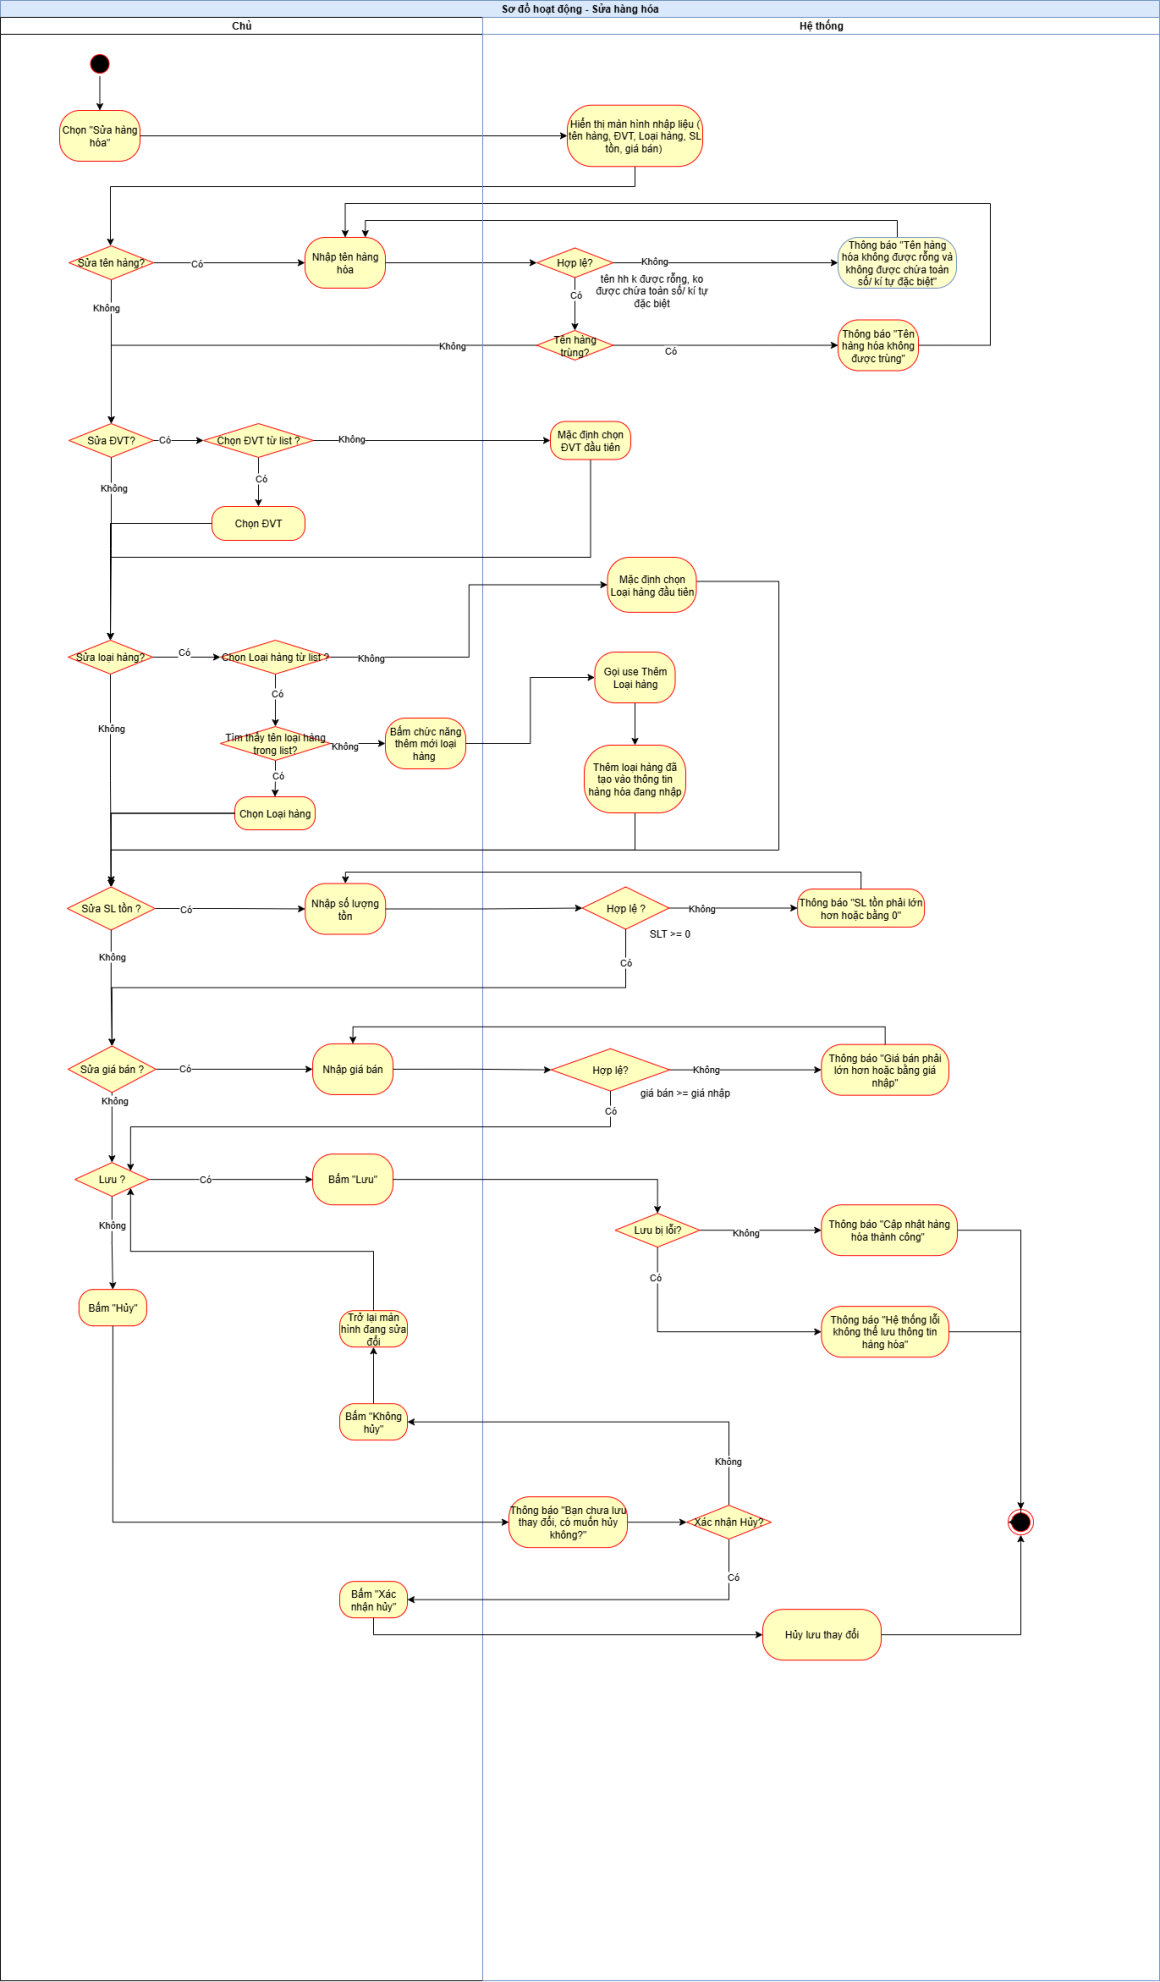 Sơ đồ hoạt động - Sửa hàng hóa
Chủ
Hệ thống
Chọn "Sửa hàng
hóa"
Hiển thị màn hình nhập liệu (
tên hàng, ĐVT, Loại hàng, SL
tồn, giá bán)
Sửa tên hàng?
Có
Nhập tên hàng
hóa
Hợp lệ?
Không
tên hh k được rỗng, ko
được chứa toàn số/ kí tự
đặc biệt
Thông báo "Tên hàng
hóa không được rỗng và
không được chứa toàn
số/ kí tự đặc biệt"
Có
Không
Tên hàng
trùng?
Không
Có
Thông báo "Tên
hàng hóa không
được trùng"
Sửa ĐVT?
Có
Chọn ĐVT từ list ?
Không
Mặc định chọn
ĐVT đầu tiên
Không
Có
Chọn ĐVT
Mặc định chọn
Loại hàng đầu tiên
Sửa loại hàng?
Có
Chọn Loại hàng từ list ?
Không
Có
Gọi use Thêm
Loại hàng
Không
Tìm thấy tên loại hàng
trong list?
Không
Bấm chức năng
thêm mới loại
hàng
Có
Thêm loại hàng đã
tạo vào thông tin
hàng hóa đang nhập
Chọn Loại hàng
Sửa SL tồn ?
Có
Nhập số lượng
tồn
Hợp lệ ?
Không
Thông báo "SL tồn phải lớn
hơn hoặc bằng 0"
SLT >= 0
Không
Có
Sửa giá bán ?
Có
Nhập giá bán
Hợp lệ?
Không
Thông báo "Giá bán phải
lớn hơn hoặc bằng giá
nhập"
giá bán >= giá nhập
Không
Có
Lưu ?
Có
Bấm "Lưu"
Không
Lưu bị lỗi?
Không
Thông báo "Cập nhật hàng
hóa thành công"
Có
Bấm "Hủy"
Trở lại màn
hình đang sửa
đổi
Thông báo "Hệ thống lỗi
không thể lưu thông tin
hàng hóa"
Bấm "Không
hủy"
Không
Thông báo "Bạn chưa lưu
thay đổi, có muốn hủy
không?"
Xác nhận Hủy?
Có
Bấm "Xác
nhận hủy"
Hủy lưu thay đổi